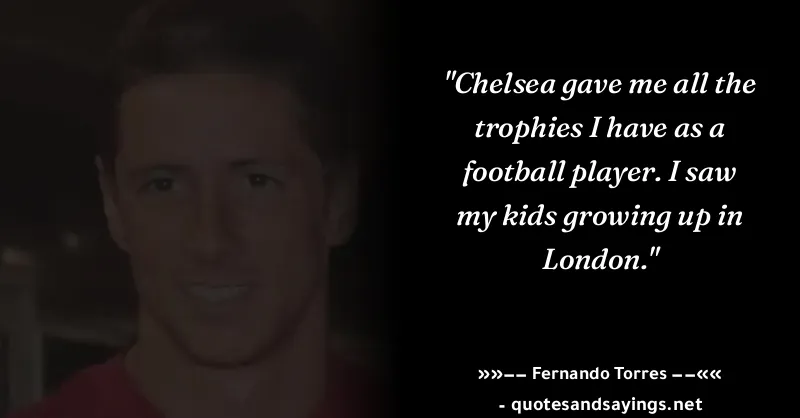 "Chelsea gave me all the
trophies I have as a
football player. I saw
my kids growing up in
London."
»»−− Fernando Torres −−««
- quotesandsayings.net